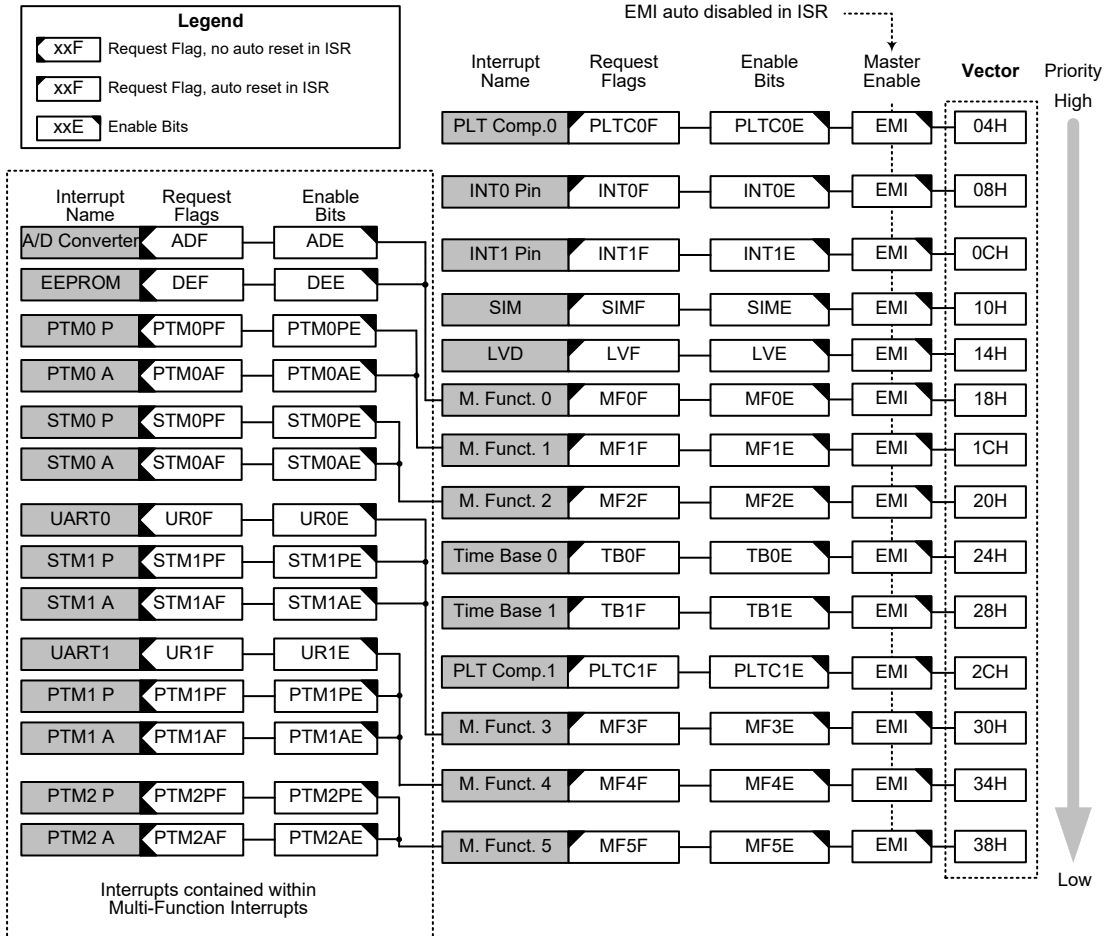 Legend
xxF Request Flag, no auto reset in ISR
xxF Request Flag, auto reset in ISR
xxE Enable Bits
EMI auto disabled in ISR
Interrupt Name
Request Flags
Enable Bits
Master Enable
Vector
Priority
High
PLT Comp.0 PLTC0F PLTC0E EMI 04H
INT0 Pin INT0F INT0E EMI 08H
INT1 Pin INT1F INT1E EMI 0CH
SIM SIMF SIME EMI 10H
LVD LVF LVE EMI 14H
M. Funct. 0 MF0F MF0E EMI 18H
M. Funct. 1 MF1F MF1E EMI 1CH
M. Funct. 2 MF2F MF2E EMI 20H
Time Base 0 TB0F TB0E EMI 24H
Time Base 1 TB1F TB1E EMI 28H
PLT Comp.1 PLTC1F PLTC1E EMI 2CH
M. Funct. 3 MF3F MF3E EMI 30H
M. Funct. 4 MF4F MF4E EMI 34H
M. Funct. 5 MF5F MF5E EMI 38H
Low
Interrupt Name
Request Flags
Enable Bits
A/D Converter ADF ADE
EEPROM DEF DEE
PTM0 P PTM0PF PTM0PE
PTM0 A PTM0AF PTM0AE
STM0 P STM0PF STM0PE
STM0 A STM0AF STM0AE
UART0 UR0F UR0E
STM1 P STM1PF STM1PE
STM1 A STM1AF STM1AE
UART1 UR1F UR1E
PTM1 P PTM1PF PTM1PE
PTM1 A PTM1AF PTM1AE
PTM2 P PTM2PF PTM2PE
PTM2 A PTM2AF PTM2AE
Interrupts contained within
Multi-Function Interrupts